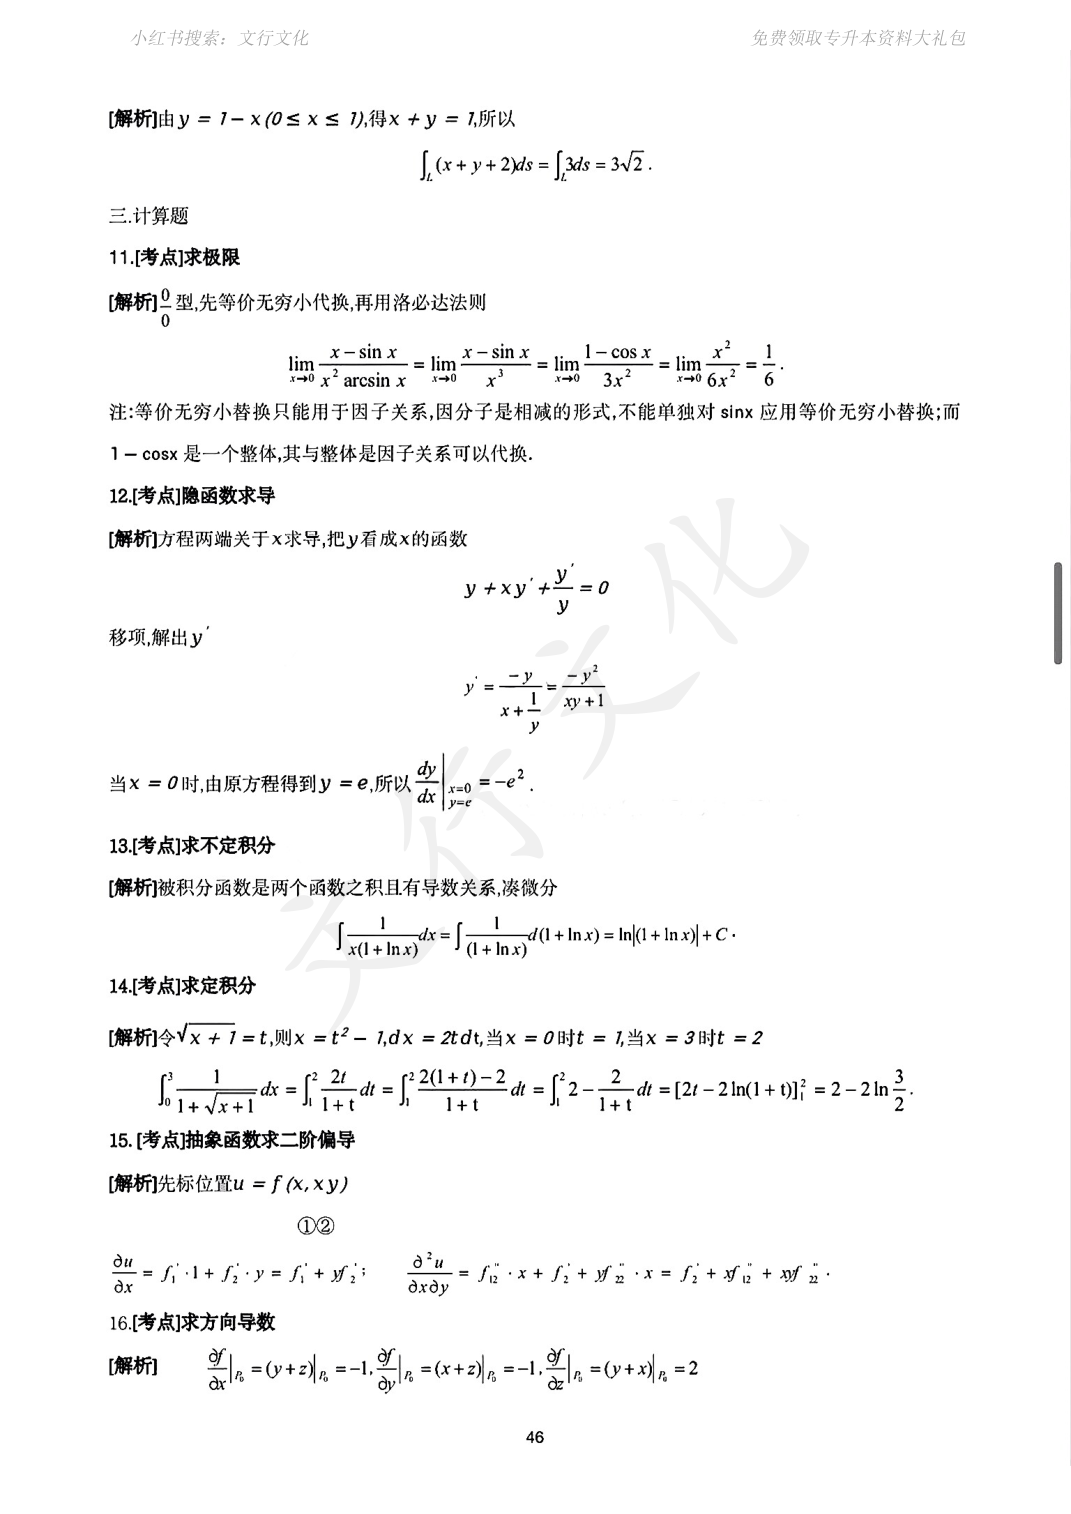 小红书搜索：文行文化
免费领取专升本资料大礼包
[解析]由y = 1 − x(0 ≤ x ≤ 1),得x + y = 1,所以
∫_L (x + y + 2)ds = ∫_L 3ds = 3√2 .
三.计算题
11.[考点]求极限
[解析]0/0 型,先等价无穷小代换,再用洛必达法则
lim_{x→0} (x − sin x)/(x² arcsin x) = lim_{x→0} (x − sin x)/x³ = lim_{x→0} (1 − cos x)/(3x²) = lim_{x→0} x²/(6x²) = 1/6 .
注:等价无穷小替换只能用于因子关系,因分子是相减的形式,不能单独对 sinx 应用等价无穷小替换;而
1 − cosx 是一个整体,其与整体是因子关系可以代换.
12.[考点]隐函数求导
[解析]方程两端关于x求导,把y看成x的函数
y + xy′ + y′/y = 0
移项,解出y′
y′ = −y/(x + 1/y) = −y²/(xy + 1)
当x = 0时,由原方程得到y = e,所以 dy/dx|_{x=0, y=e} = −e² .
13.[考点]求不定积分
[解析]被积分函数是两个函数之积且有导数关系,凑微分
∫ 1/(x(1 + ln x)) dx = ∫ 1/((1 + ln x)) d(1 + ln x) = ln|(1 + ln x)| + C .
14.[考点]求定积分
[解析]令√(x + 1) = t,则x = t² − 1,dx = 2tdt,当x = 0时t = 1,当x = 3时t = 2
∫₀³ 1/(1 + √(x+1)) dx = ∫₁² 2t/(1 + t) dt = ∫₁² (2(1 + t) − 2)/(1 + t) dt = ∫₁² 2 − 2/(1 + t) dt = [2t − 2 ln(1 + t)]₁² = 2 − 2 ln 3/2 .
15. [考点]抽象函数求二阶偏导
[解析]先标位置u = f(x, xy)
①②
∂u/∂x = f₁′ · 1 + f₂′ · y = f₁′ + yf₂′ ; ∂²u/∂x∂y = f₁₂″ · x + f₂′ + yf₂₂″ · x = f₂′ + xf₁₂″ + xyf₂₂″ .
16.[考点]求方向导数
[解析] ∂f/∂x|_{P₀} = (y + z)|_{P₀} = −1, ∂f/∂y|_{P₀} = (x + z)|_{P₀} = −1, ∂f/∂z|_{P₀} = (y + x)|_{P₀} = 2
46
文行文化